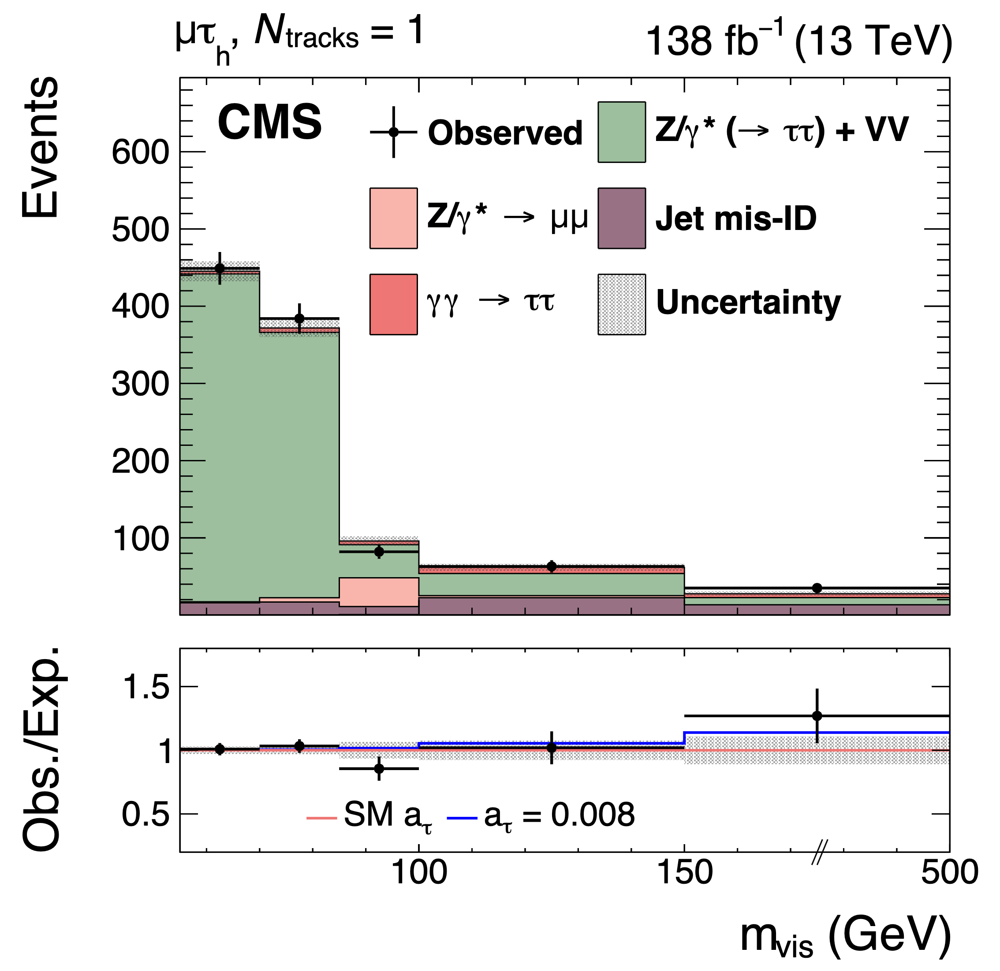 μτh, Ntracks = 1
138 fb⁻¹ (13 TeV)
Events
CMS
Observed
Z/γ* (→ ττ) + VV
Z/γ* → μμ
Jet mis-ID
γγ → ττ
Uncertainty
600
500
400
300
200
100
Obs./Exp.
1.5
1
0.5
SM aτ
aτ = 0.008
100
150
500
mvis (GeV)